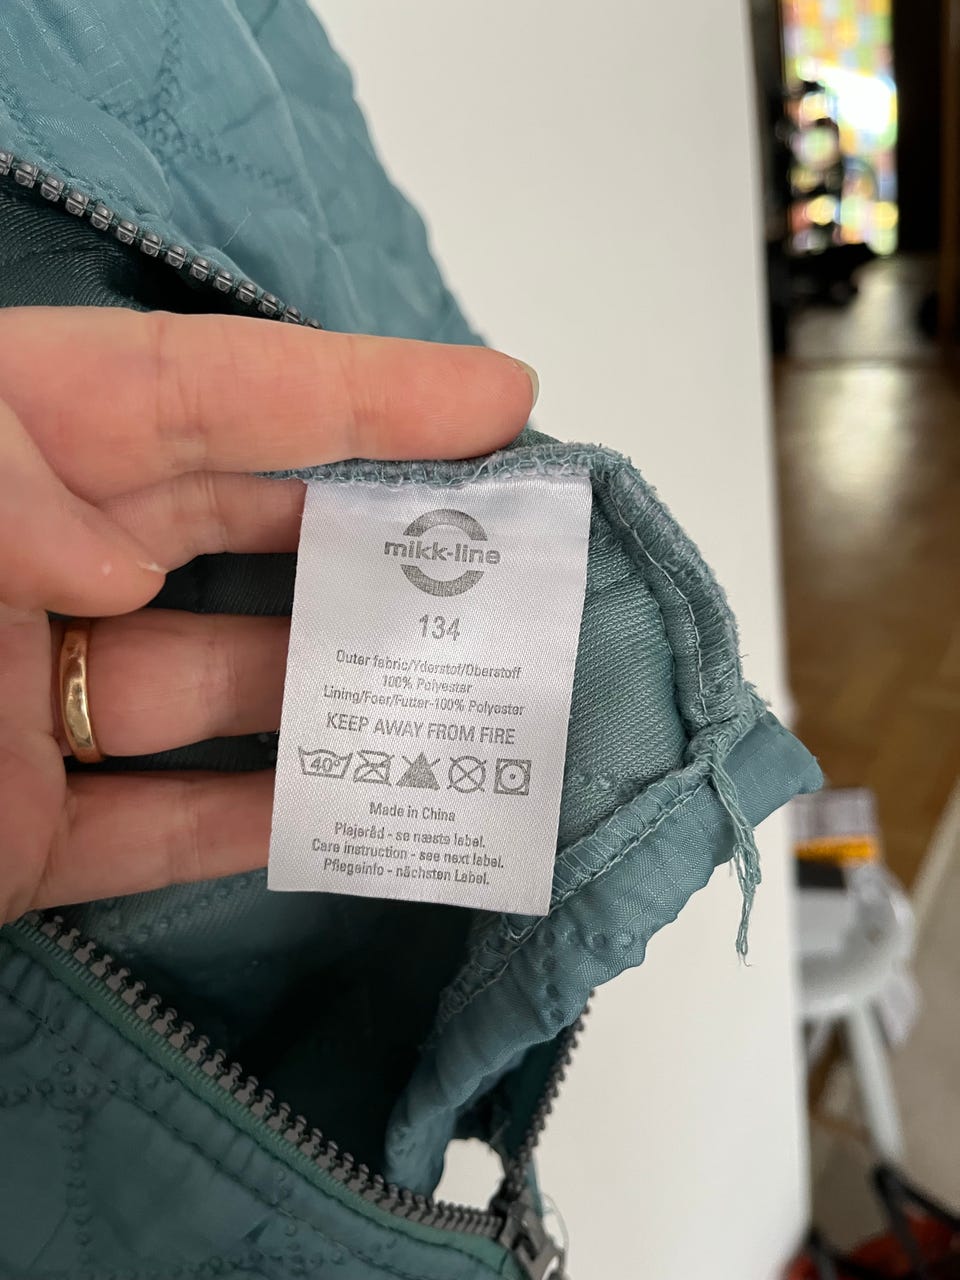 mikk-line
134
Outer fabric/Yderstof/Oberstoff
100% Polyester
Lining/Foer/Futter-100% Polyester
KEEP AWAY FROM FIRE
40°
Made in China
Plejeråd - se næste label.
Care instruction - see next label.
Pflegeinfo - nächsten Label.